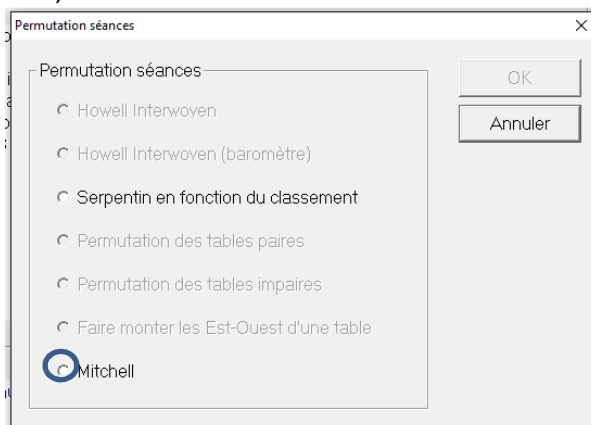 Permutation séances
Permutation séances
OK
Howell Interwoven
Annuler
Howell Interwoven (baromètre)
Serpentin en fonction du classement
Permutation des tables paires
Permutation des tables impaires
Faire monter les Est-Ouest d'une table
Mitchell